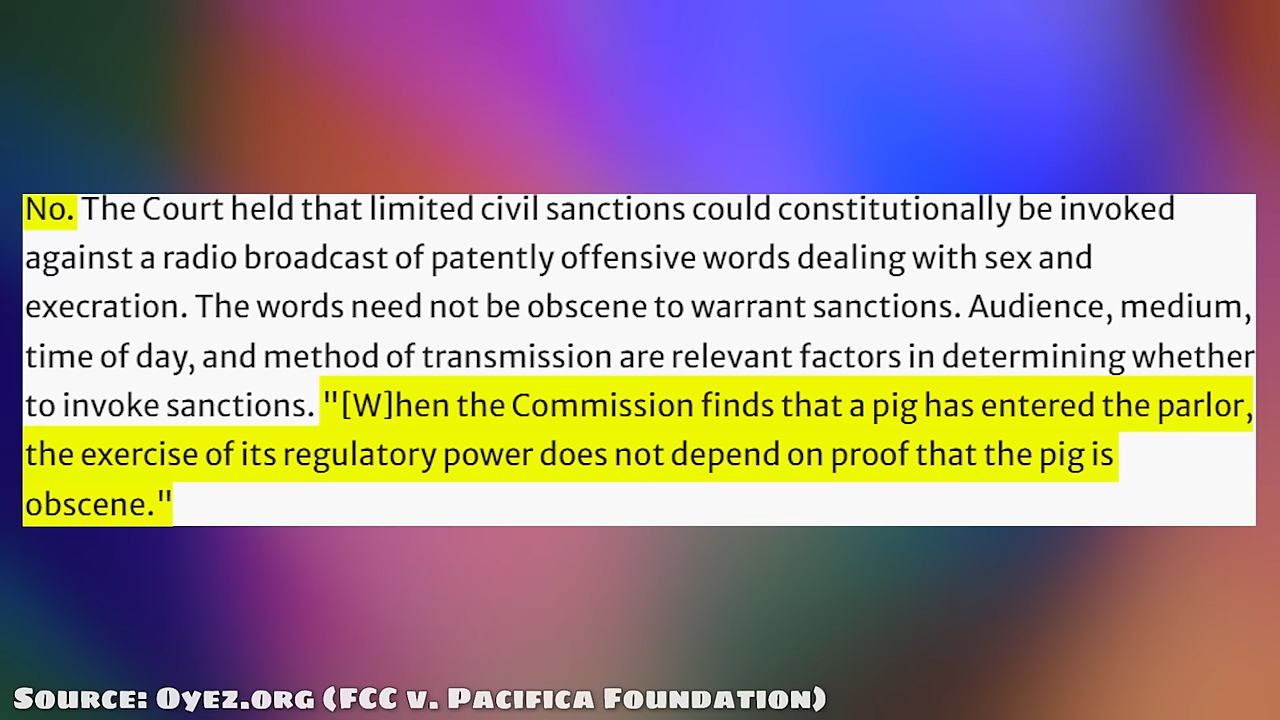 No. The Court held that limited civil sanctions could constitutionally be invoked
against a radio broadcast of patently offensive words dealing with sex and
execration. The words need not be obscene to warrant sanctions. Audience, medium,
time of day, and method of transmission are relevant factors in determining whether
to invoke sanctions. "[W]hen the Commission finds that a pig has entered the parlor,
the exercise of its regulatory power does not depend on proof that the pig is
obscene."
Source: Oyez.org (FCC v. Pacifica Foundation)